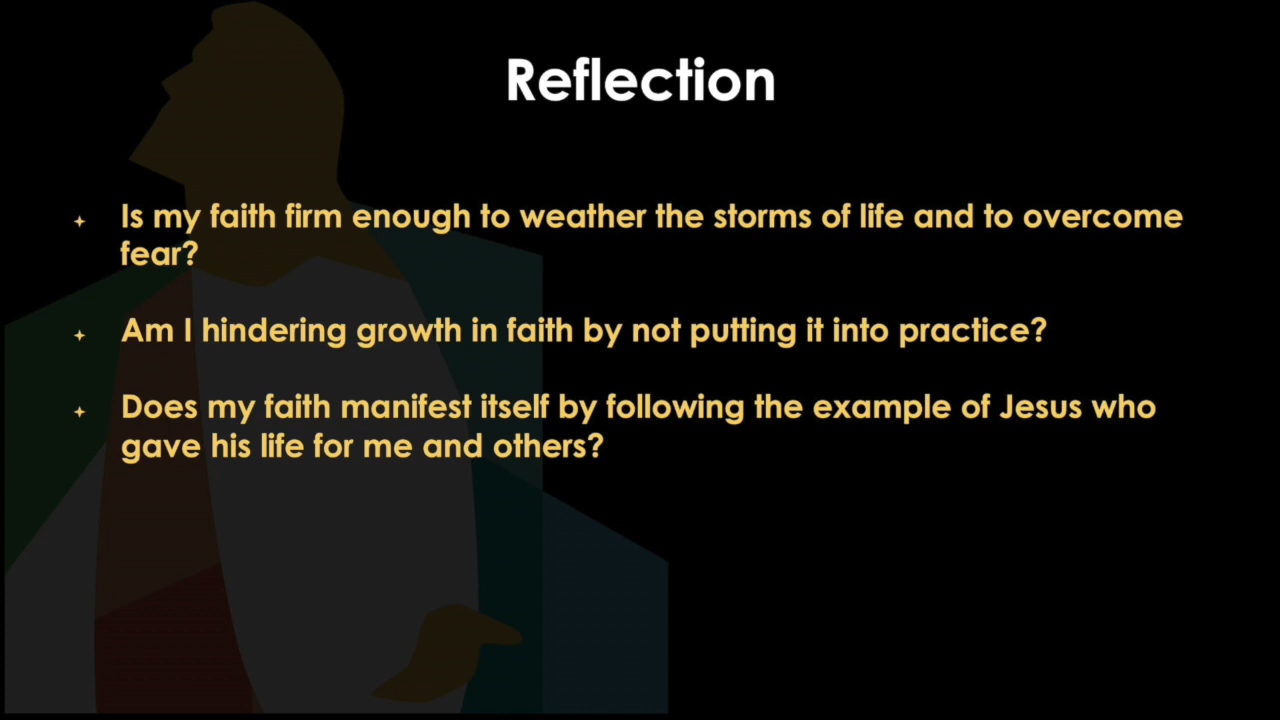 Reflection
Is my faith firm enough to weather the storms of life and to overcome
fear?
Am I hindering growth in faith by not putting it into practice?
Does my faith manifest itself by following the example of Jesus who
gave his life for me and others?